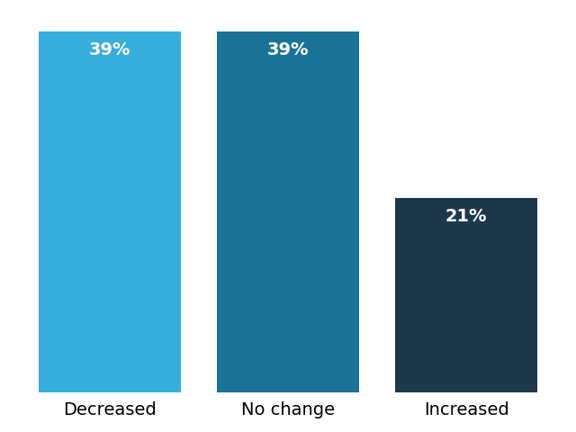 39%
39%
21%
Decreased
No change
Increased